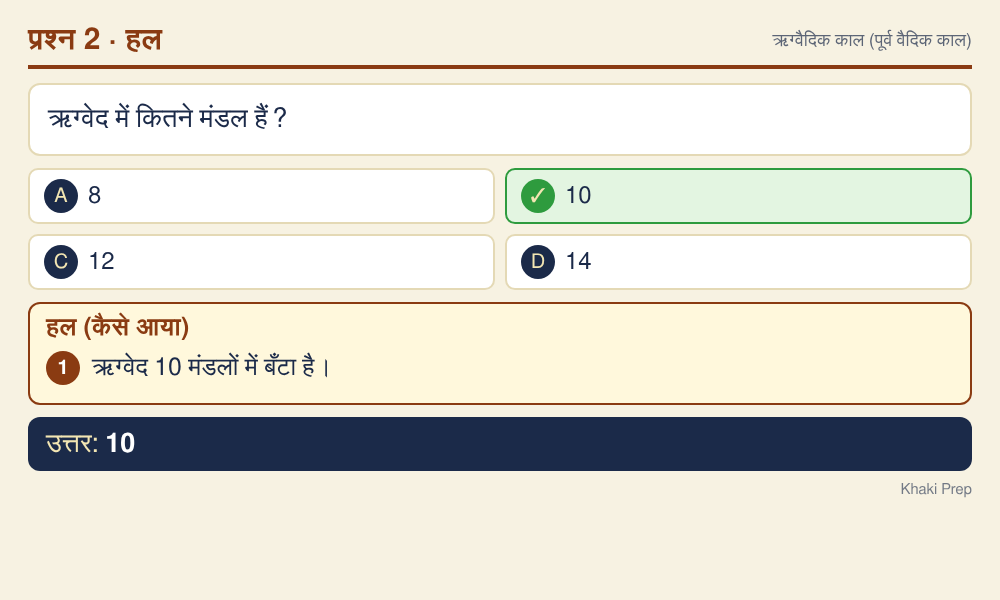 प्रश्न 2 · हल
ऋग्वैदिक काल (पूर्व वैदिक काल)
ऋग्वेद में कितने मंडल हैं ?
A 8
✓ 10
C 12
D 14
हल (कैसे आया)
1 ऋग्वेद 10 मंडलों में बँटा है।
उत्तर: 10
Khaki Prep